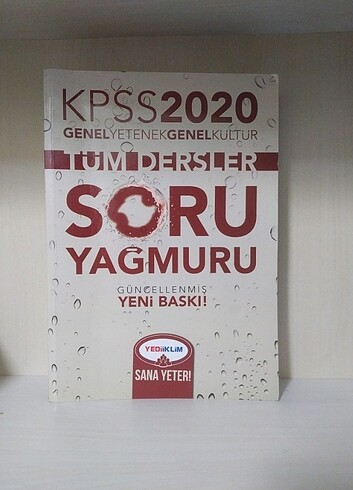 KPSS2020
GENELYETENEKGENELKÜLTÜR
TÜM DERSLER
SORU
YAĞMURU
GÜNCELLENMİŞ
YENİ BASKI!
YEDİİKLİM
SANA YETER!